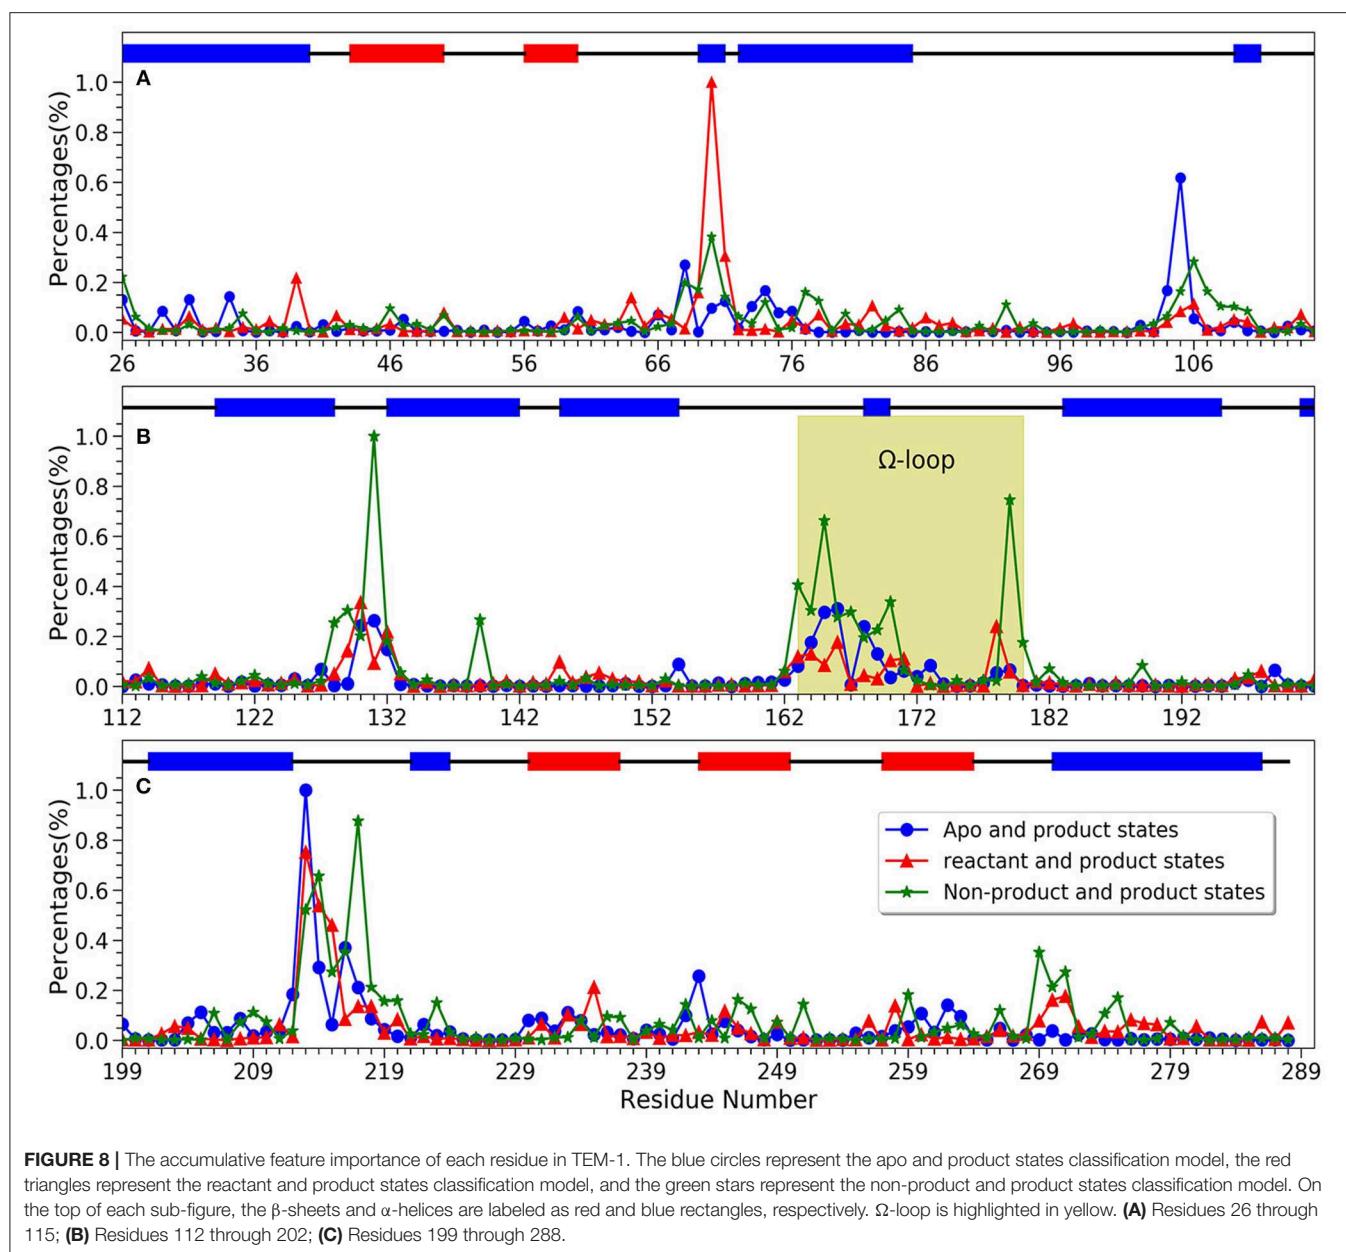 A
Percentages(%)
1.0
0.8
0.6
0.4
0.2
0.0
26 36 46 56 66 76 86 96 106
B
Ω-loop
Percentages(%)
1.0
0.8
0.6
0.4
0.2
0.0
112 122 132 142 152 162 172 182 192
C
Percentages(%)
1.0
0.8
0.6
0.4
0.2
0.0
Apo and product states
reactant and product states
Non-product and product states
199 209 219 229 239 249 259 269 279 289
Residue Number
FIGURE 8 | The accumulative feature importance of each residue in TEM-1. The blue circles represent the apo and product states classification model, the red
triangles represent the reactant and product states classification model, and the green stars represent the non-product and product states classification model. On
the top of each sub-figure, the β-sheets and α-helices are labeled as red and blue rectangles, respectively. Ω-loop is highlighted in yellow. (A) Residues 26 through
115; (B) Residues 112 through 202; (C) Residues 199 through 288.